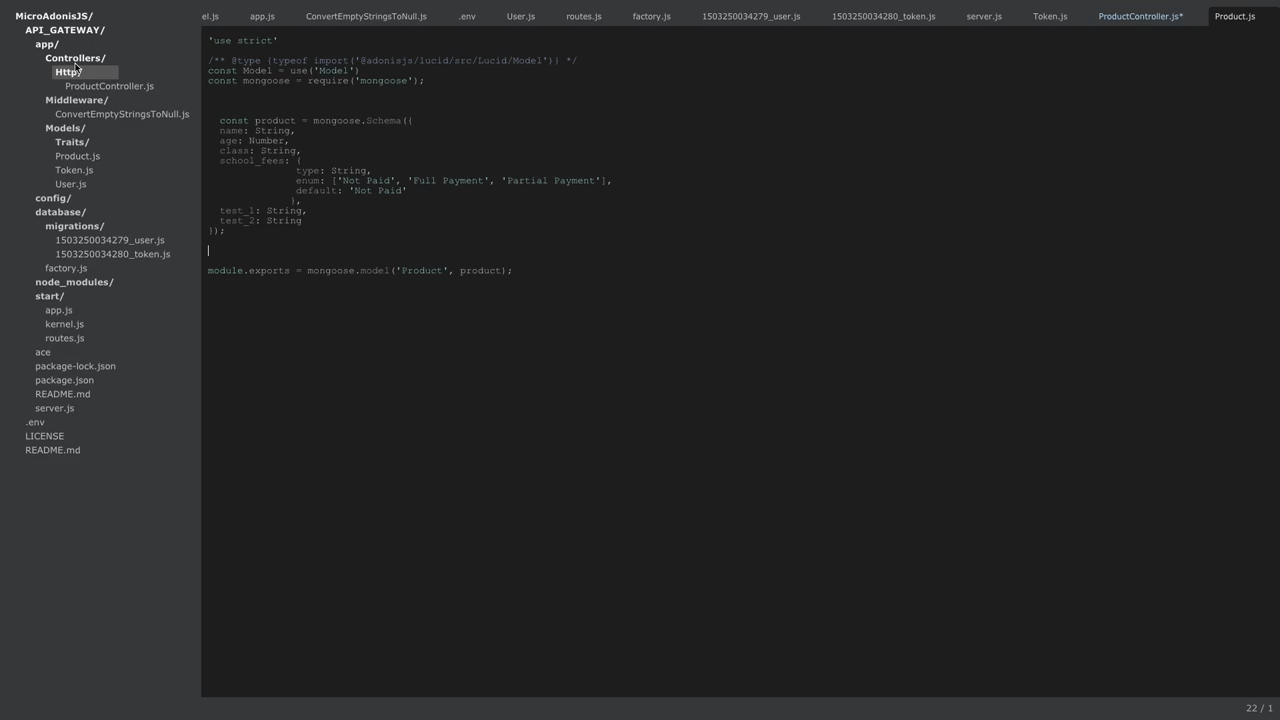 MicroAdonisJS/
API_GATEWAY/
app/
Controllers/
Http/
ProductController.js
Middleware/
ConvertEmptyStringsToNull.js
Models/
Traits/
Product.js
Token.js
User.js
config/
database/
migrations/
1503250034279_user.js
1503250034280_token.js
factory.js
node_modules/
start/
app.js
kernel.js
routes.js
ace
package-lock.json
package.json
README.md
server.js
.env
LICENSE
README.md
el.js app.js ConvertEmptyStringsToNull.js .env User.js routes.js factory.js 1503250034279_user.js 1503250034280_token.js server.js Token.js ProductController.js* Product.js
'use strict'
/** @type {typeof import('@adonisjs/lucid/src/Lucid/Model')} */
const Model = use('Model')
const mongoose = require('mongoose');
const product = mongoose.Schema({
name: String,
age: Number,
class: String,
school_fees: {
type: String,
enum: ['Not Paid', 'Full Payment', 'Partial Payment'],
default: 'Not Paid'
},
test_1: String,
test_2: String
});
module.exports = mongoose.model('Product', product);
22 / 1